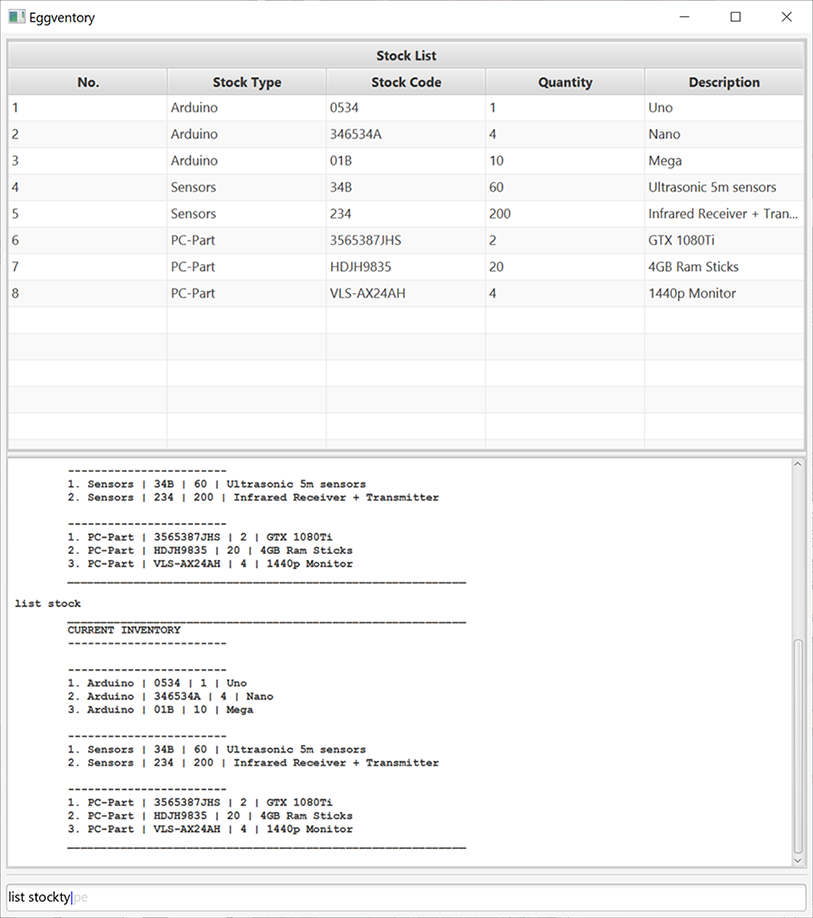 Eggventory
Stock List
No. Stock Type Stock Code Quantity Description
1 Arduino 0534 1 Uno
2 Arduino 346534A 4 Nano
3 Arduino 01B 10 Mega
4 Sensors 34B 60 Ultrasonic 5m sensors
5 Sensors 234 200 Infrared Receiver + Tran...
6 PC-Part 3565387JHS 2 GTX 1080Ti
7 PC-Part HDJH9835 20 4GB Ram Sticks
8 PC-Part VLS-AX24AH 4 1440p Monitor
------------------------
1. Sensors | 34B | 60 | Ultrasonic 5m sensors
2. Sensors | 234 | 200 | Infrared Receiver + Transmitter
------------------------
1. PC-Part | 3565387JHS | 2 | GTX 1080Ti
2. PC-Part | HDJH9835 | 20 | 4GB Ram Sticks
3. PC-Part | VLS-AX24AH | 4 | 1440p Monitor
____________________________________________________________
list stock
____________________________________________________________
CURRENT INVENTORY
------------------------
------------------------
1. Arduino | 0534 | 1 | Uno
2. Arduino | 346534A | 4 | Nano
3. Arduino | 01B | 10 | Mega
------------------------
1. Sensors | 34B | 60 | Ultrasonic 5m sensors
2. Sensors | 234 | 200 | Infrared Receiver + Transmitter
------------------------
1. PC-Part | 3565387JHS | 2 | GTX 1080Ti
2. PC-Part | HDJH9835 | 20 | 4GB Ram Sticks
3. PC-Part | VLS-AX24AH | 4 | 1440p Monitor
____________________________________________________________
list stocktype